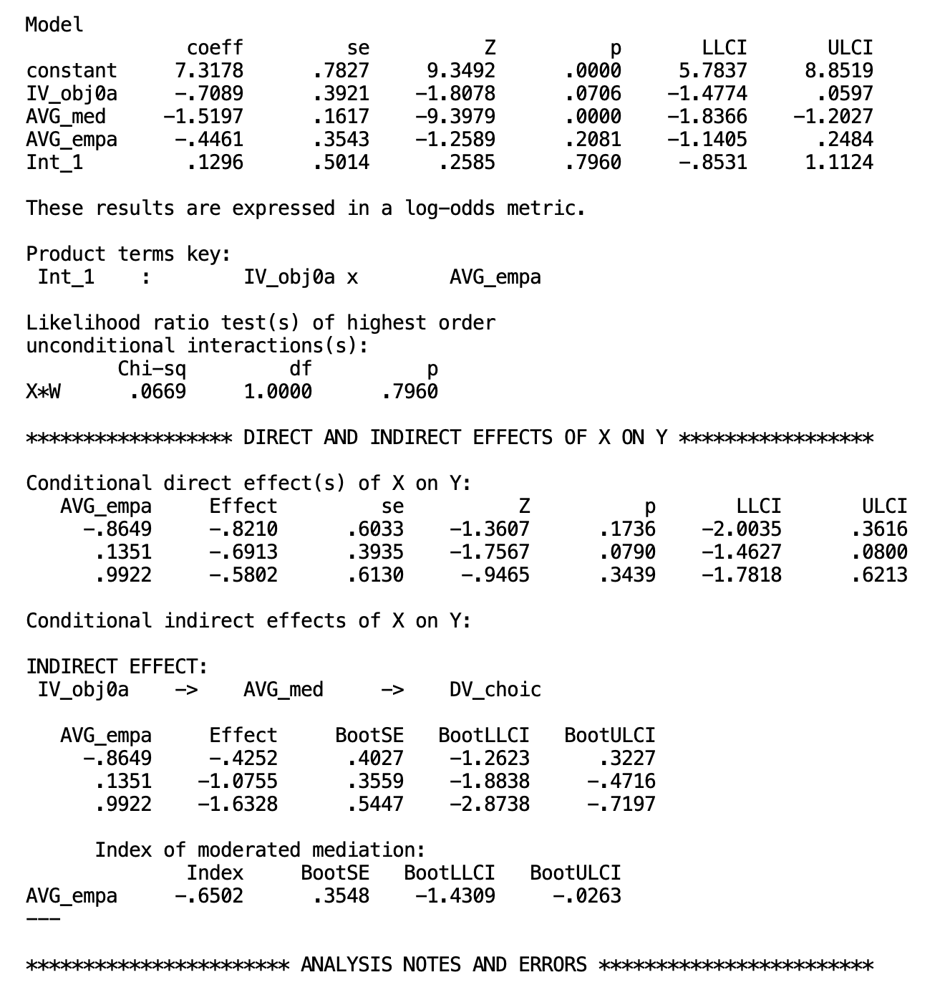 Model
coeff se Z p LLCI ULCI
constant 7.3178 .7827 9.3492 .0000 5.7837 8.8519
IV_obj0a -.7089 .3921 -1.8078 .0706 -1.4774 .0597
AVG_med -1.5197 .1617 -9.3979 .0000 -1.8366 -1.2027
AVG_empa -.4461 .3543 -1.2589 .2081 -1.1405 .2484
Int_1 .1296 .5014 .2585 .7960 -.8531 1.1124
These results are expressed in a log-odds metric.
Product terms key:
Int_1 : IV_obj0a x AVG_empa
Likelihood ratio test(s) of highest order
unconditional interactions(s):
Chi-sq df p
X*W .0669 1.0000 .7960
****************** DIRECT AND INDIRECT EFFECTS OF X ON Y *****************
Conditional direct effect(s) of X on Y:
AVG_empa Effect se Z p LLCI ULCI
-.8649 -.8210 .6033 -1.3607 .1736 -2.0035 .3616
.1351 -.6913 .3935 -1.7567 .0790 -1.4627 .0800
.9922 -.5802 .6130 -.9465 .3439 -1.7818 .6213
Conditional indirect effects of X on Y:
INDIRECT EFFECT:
IV_obj0a -> AVG_med -> DV_choic
AVG_empa Effect BootSE BootLLCI BootULCI
-.8649 -.4252 .4027 -1.2623 .3227
.1351 -1.0755 .3559 -1.8838 -.4716
.9922 -1.6328 .5447 -2.8738 -.7197
Index of moderated mediation:
Index BootSE BootLLCI BootULCI
AVG_empa -.6502 .3548 -1.4309 -.0263
---
*********************** ANALYSIS NOTES AND ERRORS ************************